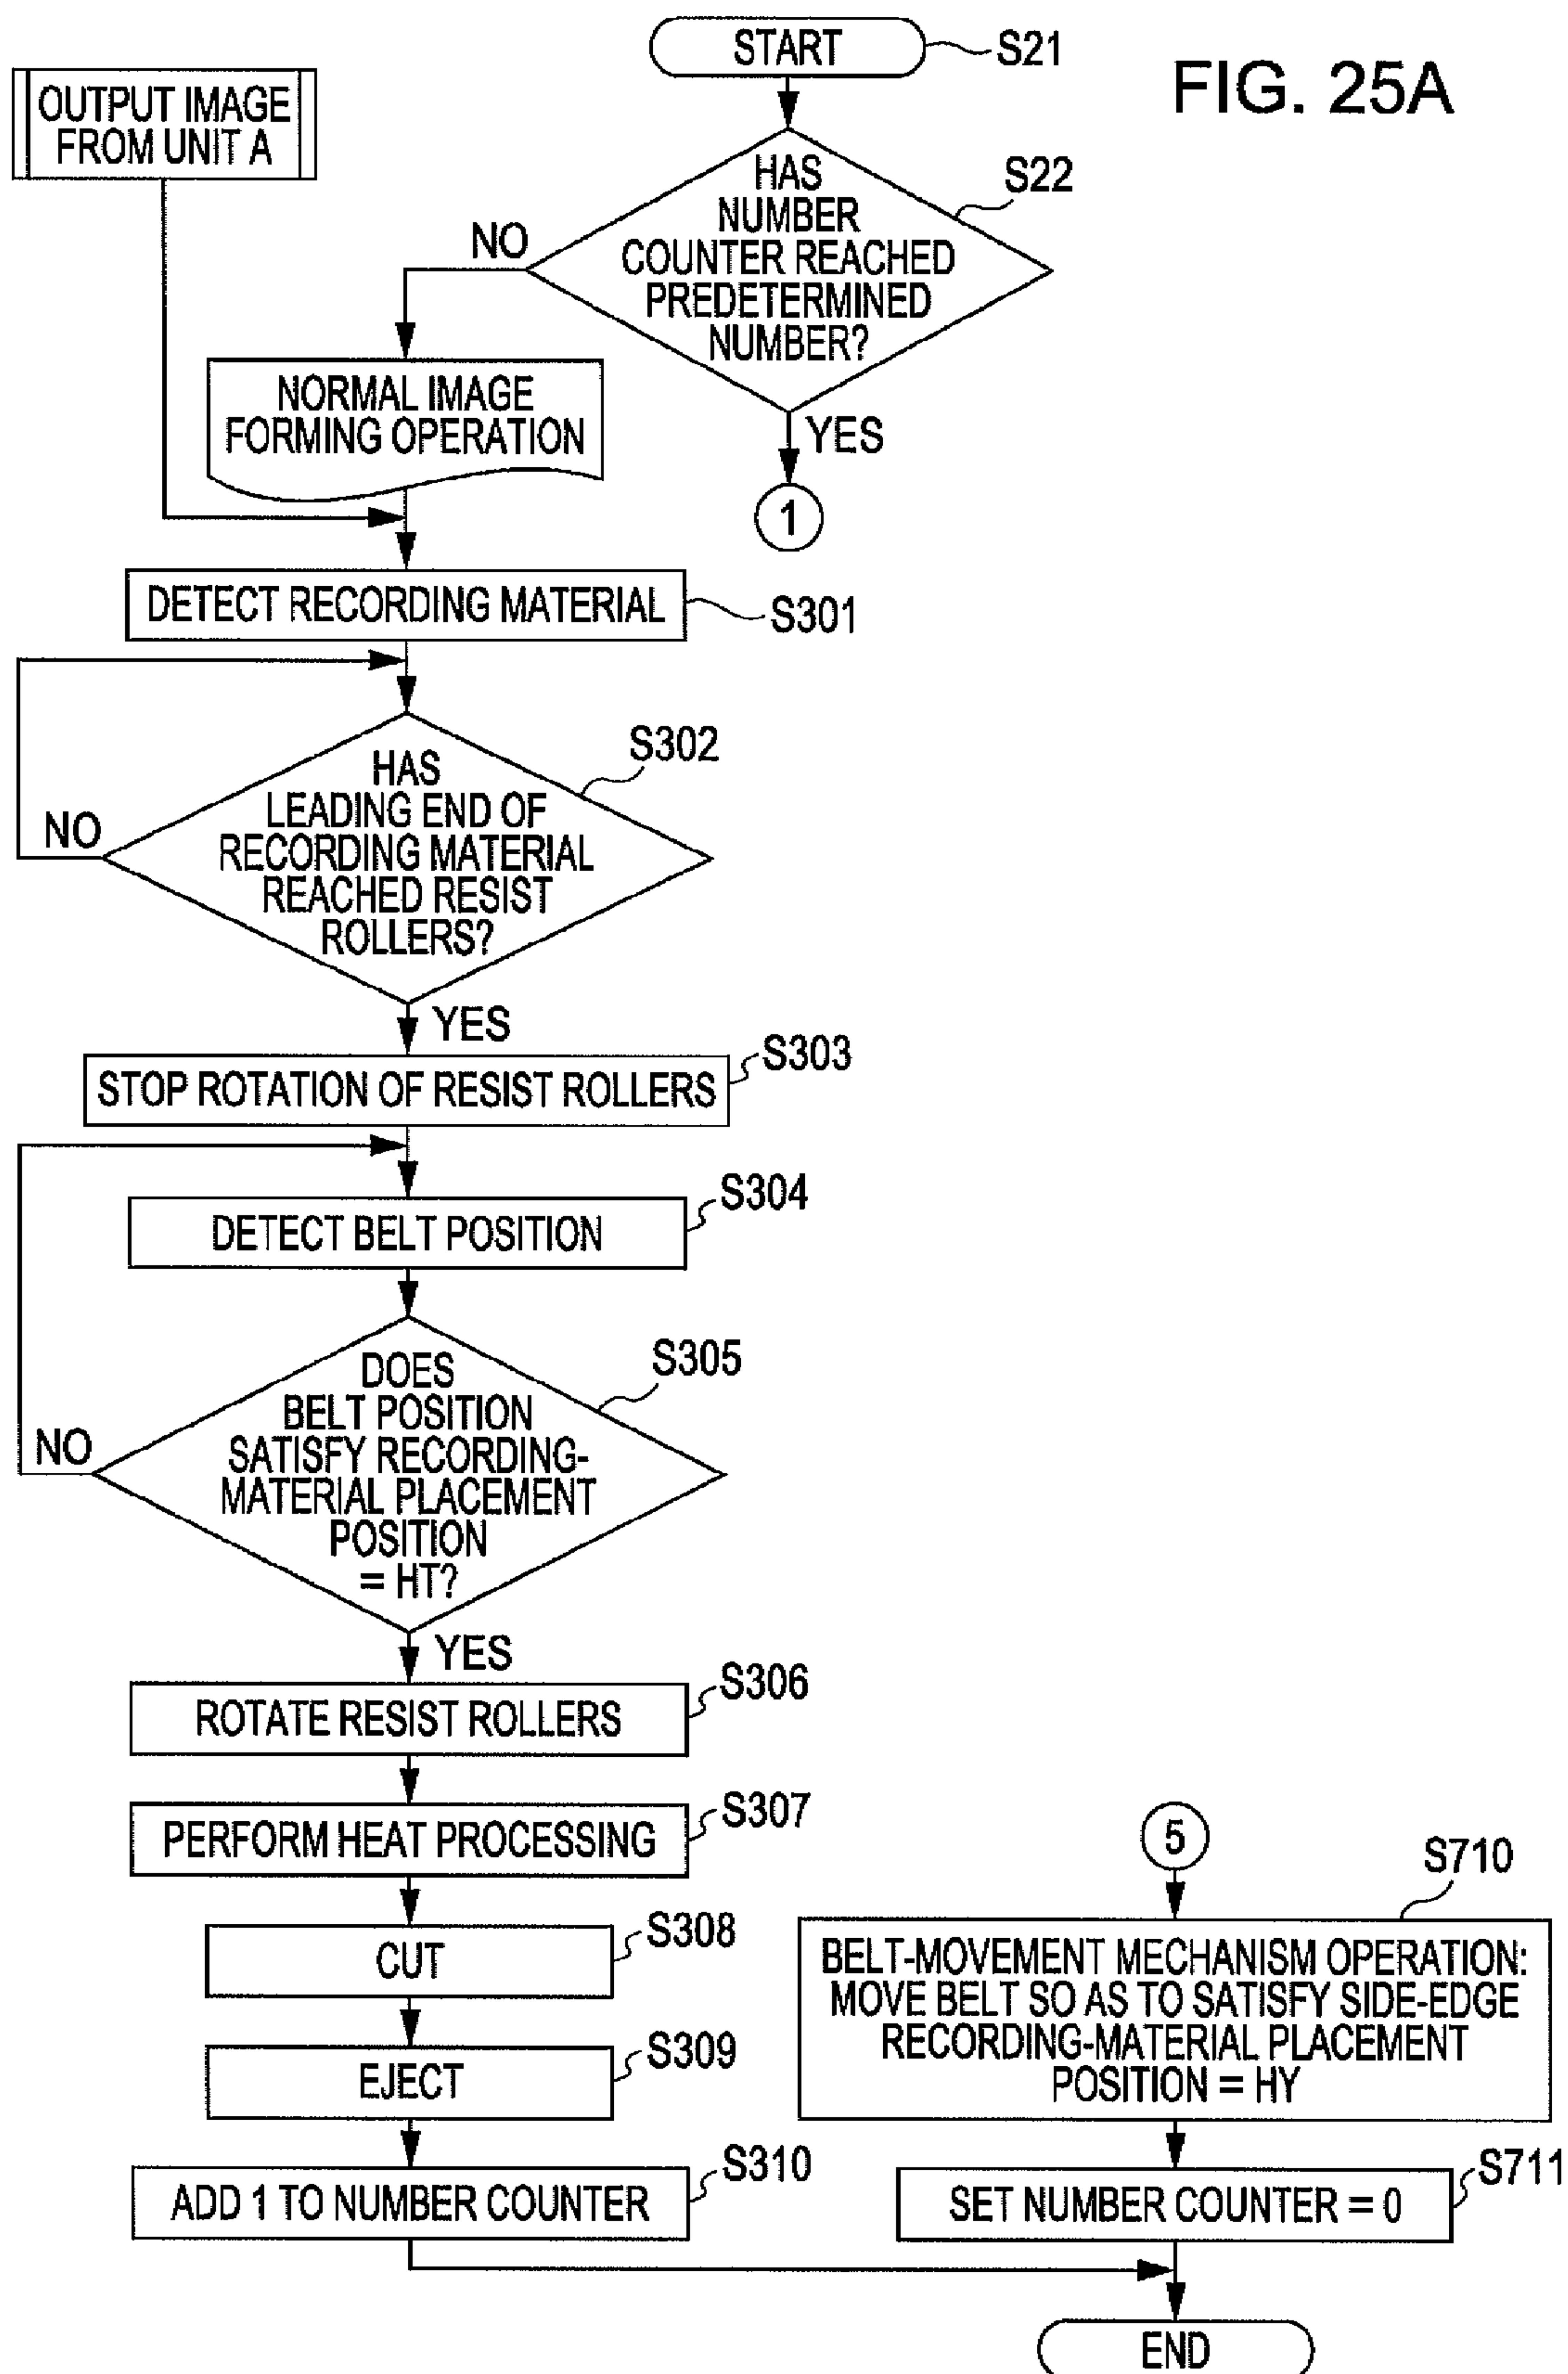 FIG. 25A
START
S21
OUTPUT IMAGE
FROM UNIT A
HAS
NUMBER
COUNTER REACHED
PREDETERMINED
NUMBER?
S22
NO
YES
1
NORMAL IMAGE
FORMING OPERATION
DETECT RECORDING MATERIAL
S301
HAS
LEADING END OF
RECORDING MATERIAL
REACHED RESIST
ROLLERS?
S302
NO
YES
STOP ROTATION OF RESIST ROLLERS
S303
DETECT BELT POSITION
S304
DOES
BELT POSITION
SATISFY RECORDING-
MATERIAL PLACEMENT
POSITION
= HT?
S305
NO
YES
ROTATE RESIST ROLLERS
S306
PERFORM HEAT PROCESSING
S307
CUT
S308
EJECT
S309
ADD 1 TO NUMBER COUNTER
S310
5
S710
BELT-MOVEMENT MECHANISM OPERATION:
MOVE BELT SO AS TO SATISFY SIDE-EDGE
RECORDING-MATERIAL PLACEMENT
POSITION = HY
SET NUMBER COUNTER = 0
S711
END